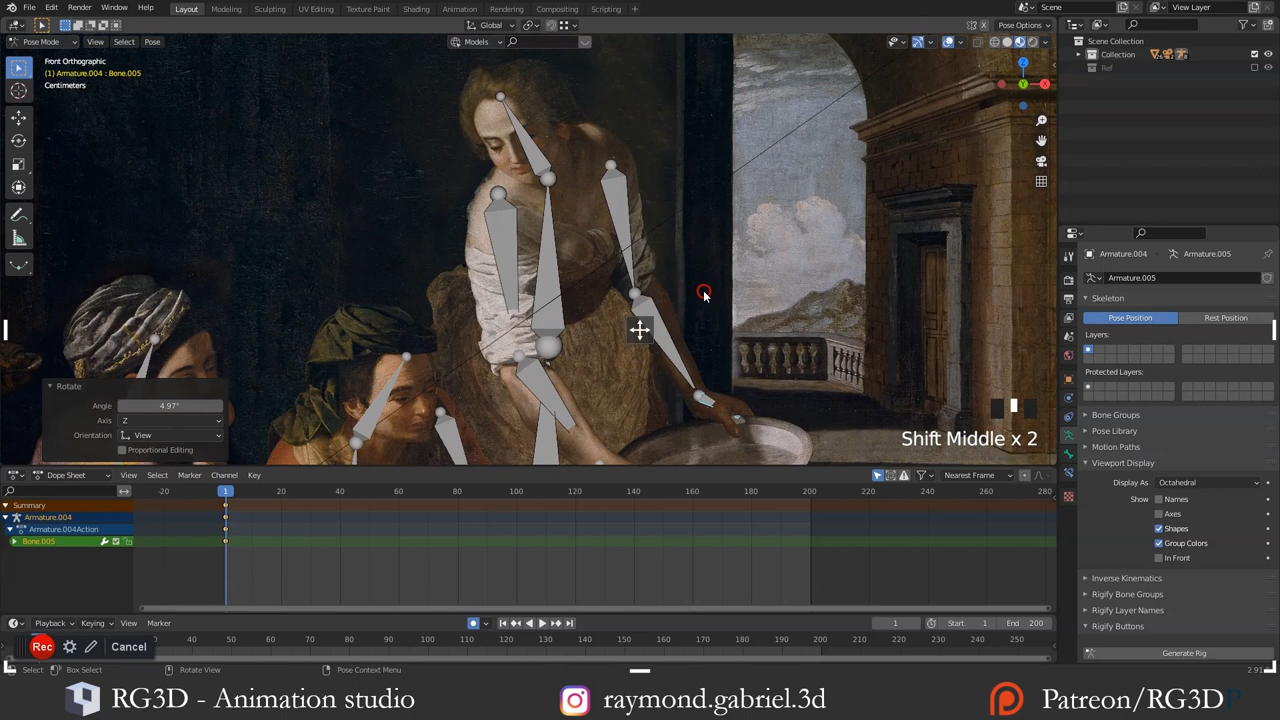 File Edit Render Window Help Layout Modeling Sculpting UV Editing Texture Paint Shading Animation Rendering Compositing Scripting + Scene View Layer
Global Pose Options
Pose Mode View Select Pose Models
Front Orthographic
(1) Armature.004 : Bone.005
Centimeters
Z
Y
X
Scene Collection
Collection
Ref
Armature.004 Armature.005
Armature.005
Skeleton
Pose Position Rest Position
Layers:
Protected Layers:
Bone Groups
Pose Library
Motion Paths
Viewport Display
Display As Octahedral
Show Names
Axes
Shapes
Group Colors
In Front
Inverse Kinematics
Rigify Bone Groups
Rigify Layer Names
Rigify Buttons
Generate Rig
Rotate
Angle 4.97°
Axis Z
Orientation View
Proportional Editing
Shift Middle x 2
Dope Sheet View Select Marker Channel Key Nearest Frame
-20 1 20 40 60 80 100 120 140 160 180 200 220 240 260 280
Summary
Armature.004
Armature.004Action
Bone.005
Playback Keying View Marker 1 Start 1 End 200
50 60 70 80 90 100 110 120 130 140 150 160 170 180 190 200 210 220 230 240 250
Rec Cancel
Select Box Select Rotate View Pose Context Menu 2.91
RG3D - Animation studio raymond.gabriel.3d Patreon/RG3D